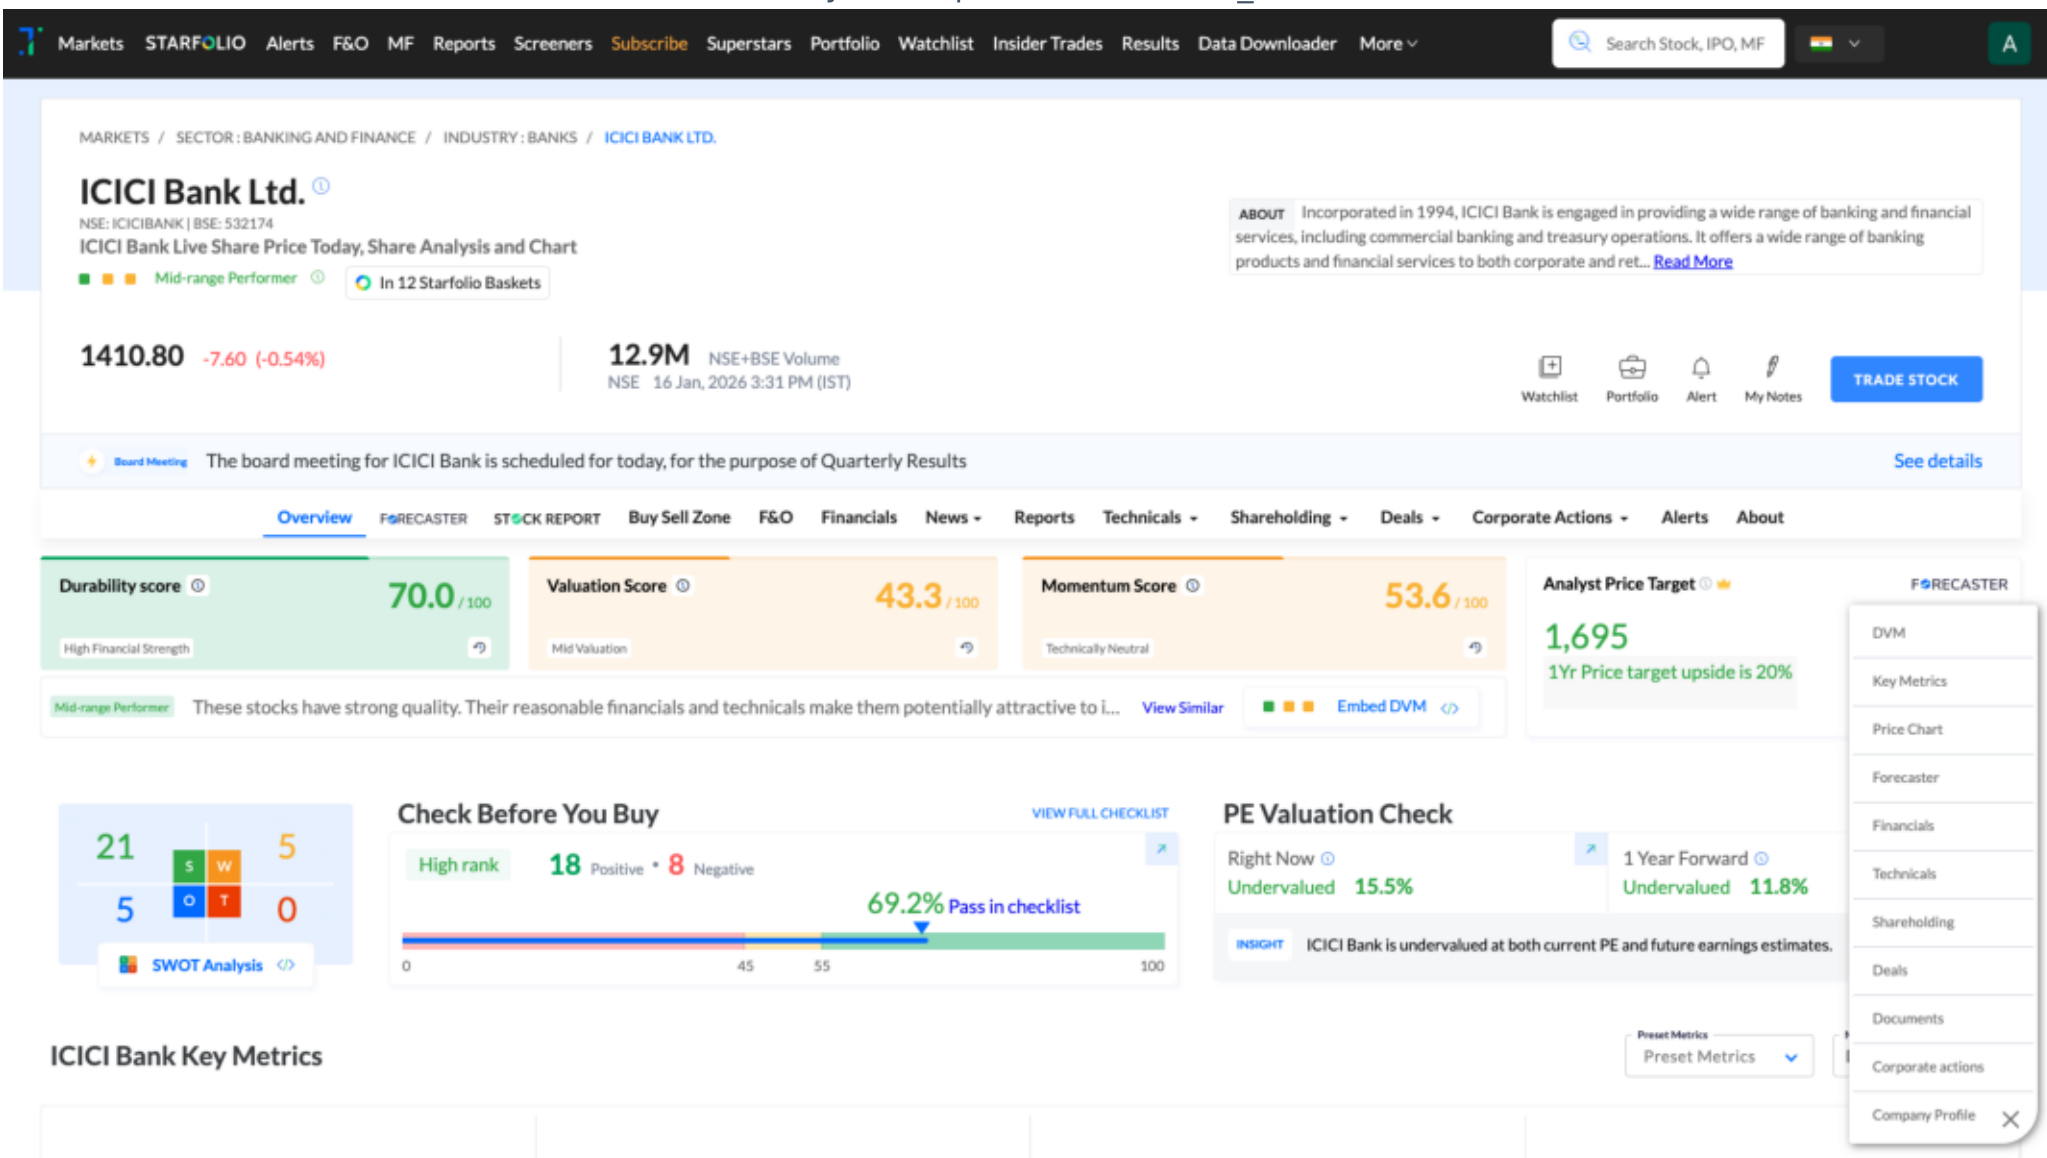 Markets STARFOLIO Alerts F&O MF Reports Screeners Subscribe Superstars Portfolio Watchlist Insider Trades Results Data Downloader More Search Stock, IPO, MF A
MARKETS / SECTOR : BANKING AND FINANCE / INDUSTRY : BANKS / ICICI BANK LTD.
ICICI Bank Ltd.
NSE: ICICIBANK | BSE: 532174
ICICI Bank Live Share Price Today, Share Analysis and Chart
Mid-range Performer In 12 Starfolio Baskets
ABOUT Incorporated in 1994, ICICI Bank is engaged in providing a wide range of banking and financial
services, including commercial banking and treasury operations. It offers a wide range of banking
products and financial services to both corporate and ret... Read More
1410.80 -7.60 (-0.54%)
12.9M NSE+BSE Volume
NSE 16 Jan, 2026 3:31 PM (IST)
Watchlist Portfolio Alert My Notes TRADE STOCK
Board Meeting The board meeting for ICICI Bank is scheduled for today, for the purpose of Quarterly Results See details
Overview FORECASTER STOCK REPORT Buy Sell Zone F&O Financials News Reports Technicals Shareholding Deals Corporate Actions Alerts About
Durability score 70.0 / 100
High Financial Strength
Valuation Score 43.3 / 100
Mid Valuation
Momentum Score 53.6 / 100
Technically Neutral
Analyst Price Target FORECASTER
1,695
1Yr Price target upside is 20%
Mid-range Performer These stocks have strong quality. Their reasonable financials and technicals make them potentially attractive to i... View Similar Embed DVM </>
21 5
S W
O T
5 0
SWOT Analysis </>
Check Before You Buy VIEW FULL CHECKLIST
High rank 18 Positive • 8 Negative
69.2% Pass in checklist
0 45 55 100
PE Valuation Check
Right Now
Undervalued 15.5%
1 Year Forward
Undervalued 11.8%
INSIGHT ICICI Bank is undervalued at both current PE and future earnings estimates.
DVM
Key Metrics
Price Chart
Forecaster
Financials
Technicals
Shareholding
Deals
Documents
Corporate actions
Company Profile
ICICI Bank Key Metrics
Preset Metrics
Preset Metrics